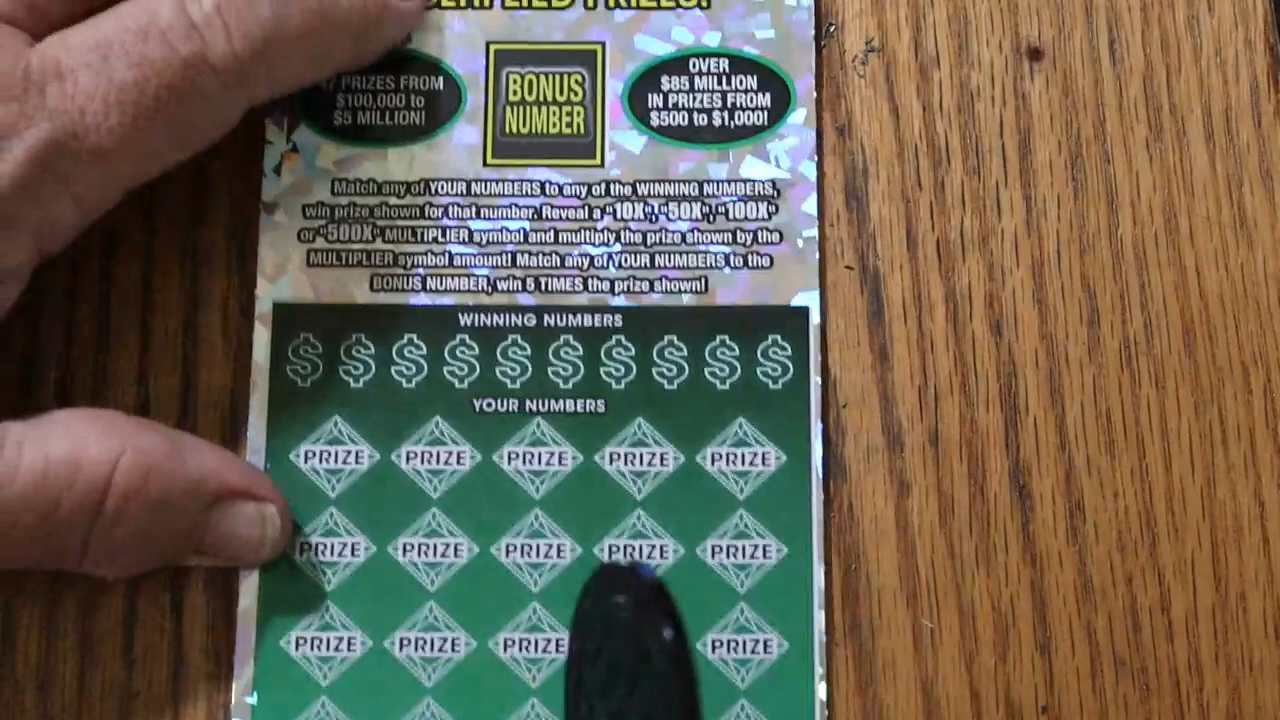 PRIZES!
PRIZES FROM
$100,000 to
$5 MILLION!
BONUS
NUMBER
OVER
$85 MILLION
IN PRIZES FROM
$500 to $1,000!
Match any of YOUR NUMBERS to any of the WINNING NUMBERS,
win prize shown for that number. Reveal a "10X", "50X", "100X"
or "500X" MULTIPLIER symbol and multiply the prize shown by the
MULTIPLIER symbol amount! Match any of YOUR NUMBERS to the
BONUS NUMBER, win 5 TIMES the prize shown!
WINNING NUMBERS
$ $ $ $ $ $ $ $ $ $
YOUR NUMBERS
PRIZE PRIZE PRIZE PRIZE PRIZE
PRIZE PRIZE PRIZE PRIZE PRIZE
PRIZE PRIZE PRIZE PRIZE